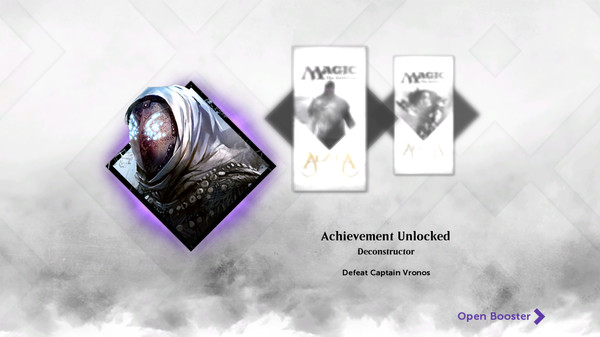 MAGIC
MAGIC
Achievement Unlocked
Deconstructor
Defeat Captain Vronos
Open Booster